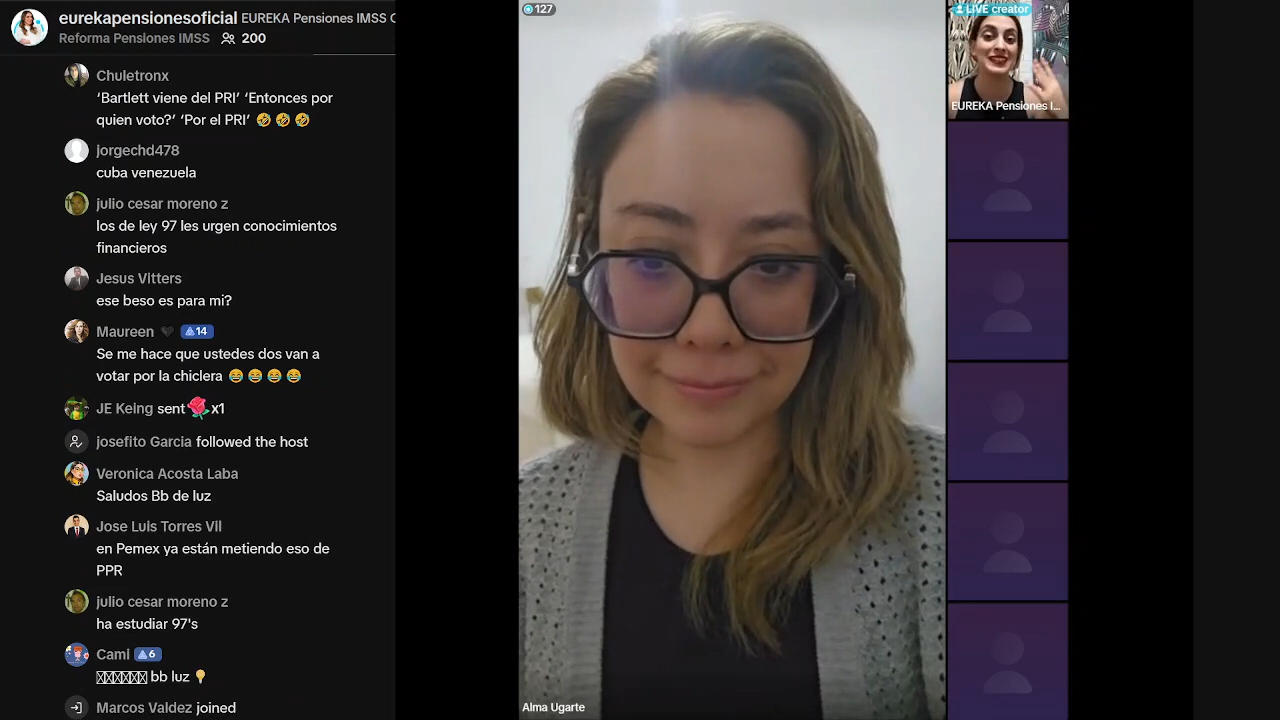 eurekapensionesoficial EUREKA Pensiones IMSS
Reforma Pensiones IMSS 200
Chuletronx
‘Bartlett viene del PRI’ ‘Entonces por
quien voto?’ ‘Por el PRI’ 🤣 🤣 🤣
jorgechd478
cuba venezuela
julio cesar moreno z
los de ley 97 les urgen conocimientos
financieros
Jesus Vitters
ese beso es para mi?
Maureen 🖤 14
Se me hace que ustedes dos van a
votar por la chiclera 😂 😂 😂 😂
JE Keing sent 🌹 x1
josefito Garcia followed the host
Veronica Acosta Laba
Saludos Bb de luz
Jose Luis Torres Vll
en Pemex ya están metiendo eso de
PPR
julio cesar moreno z
ha estudiar 97's
Cami 6
bb luz 💡
Marcos Valdez joined
127
Alma Ugarte
LIVE creator
EUREKA Pensiones I...